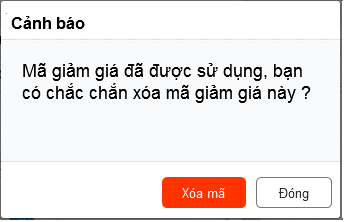 Cảnh báo
Mã giảm giá đã được sử dụng, bạn
có chắc chắn xóa mã giảm giá này ?
Xóa mã
Đóng